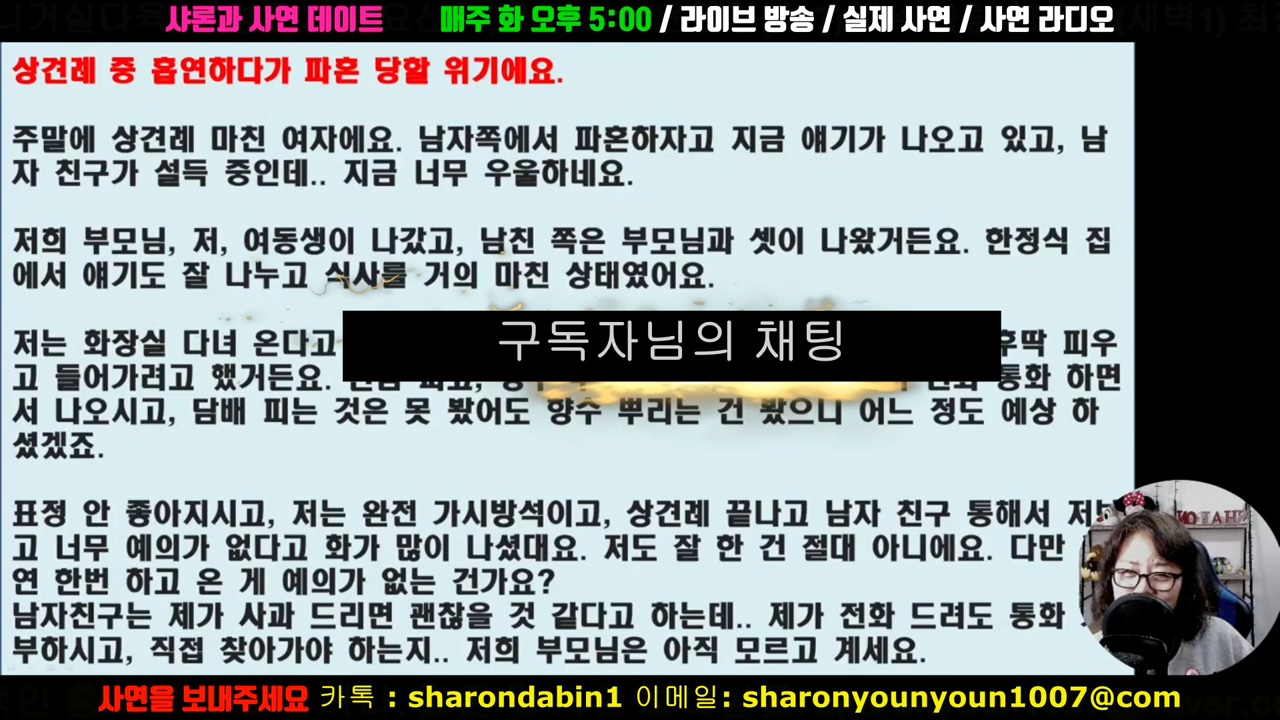 샤론과 사연 데이트 매주 화 오후 5:00 / 라이브 방송 / 실제 사연 / 사연 라디오
상견례 중 흡연하다가 파혼 당할 위기에요.
주말에 상견례 마친 여자에요. 남자쪽에서 파혼하자고 지금 얘기가 나오고 있고, 남
자 친구가 설득 중인데.. 지금 너무 우울하네요.
저희 부모님, 저, 여동생이 나갔고, 남친 쪽은 부모님과 셋이 나왔거든요. 한정식 집
에서 얘기도 잘 나누고 식사를 거의 마친 상태였어요.
저는 화장실 다녀 온다고 후딱 피우
구독자님의 채팅
고 들어가려고 했거든요. 통화 하면
서 나오시고, 담배 피는 것은 못 봤어도 향수 뿌리는 건 봤으니 어느 정도 예상 하
셨겠죠.
표정 안 좋아지시고, 저는 완전 가시방석이고, 상견례 끝나고 남자 친구 통해서
고 너무 예의가 없다고 화가 많이 나셨대요. 저도 잘 한 건 절대 아니에요. 다만
연 한번 하고 온 게 예의가 없는 건가요?
남자친구는 제가 사과 드리면 괜찮을 것 같다고 하는데.. 제가 전화 드려도 통화
부하시고, 직접 찾아가야 하는지.. 저희 부모님은 아직 모르고 계세요.
사연을 보내주세요 카톡 : sharondabin1 이메일: sharonyounyoun1007@com